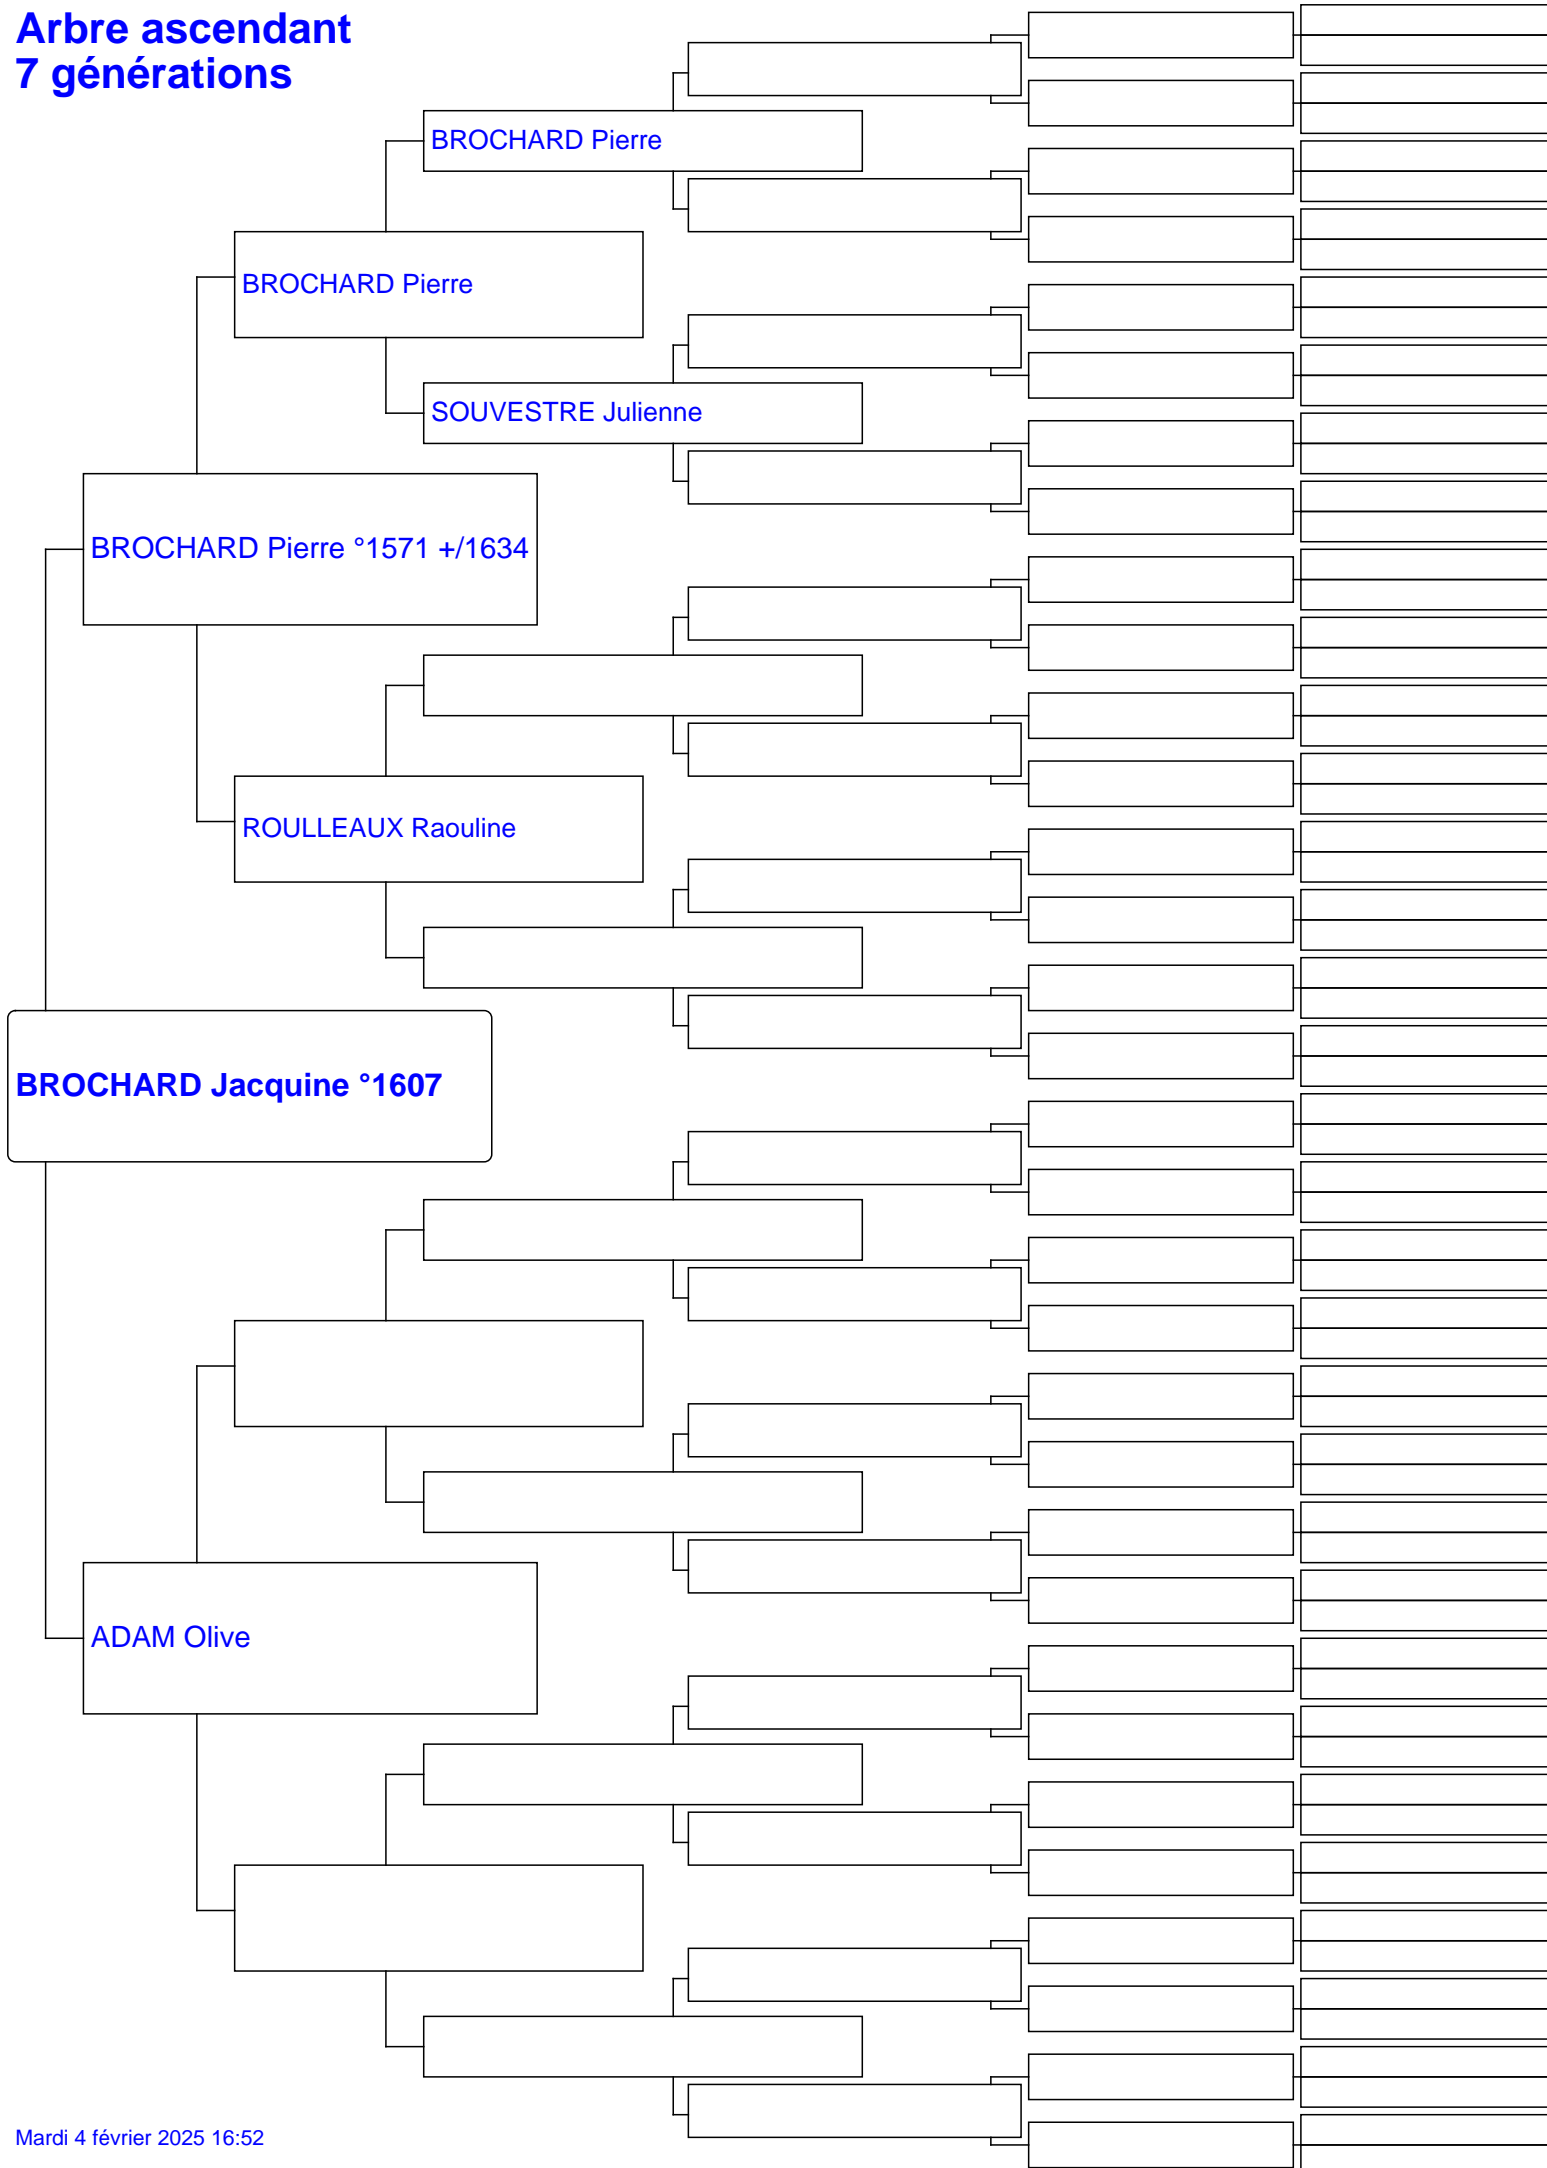 Arbre ascendant
7 générations
BROCHARD Pierre
BROCHARD Pierre
SOUVESTRE Julienne
BROCHARD Pierre °1571 +/1634
ROULLEAUX Raouline
BROCHARD Jacquine °1607
ADAM Olive
Mardi 4 février 2025 16:52